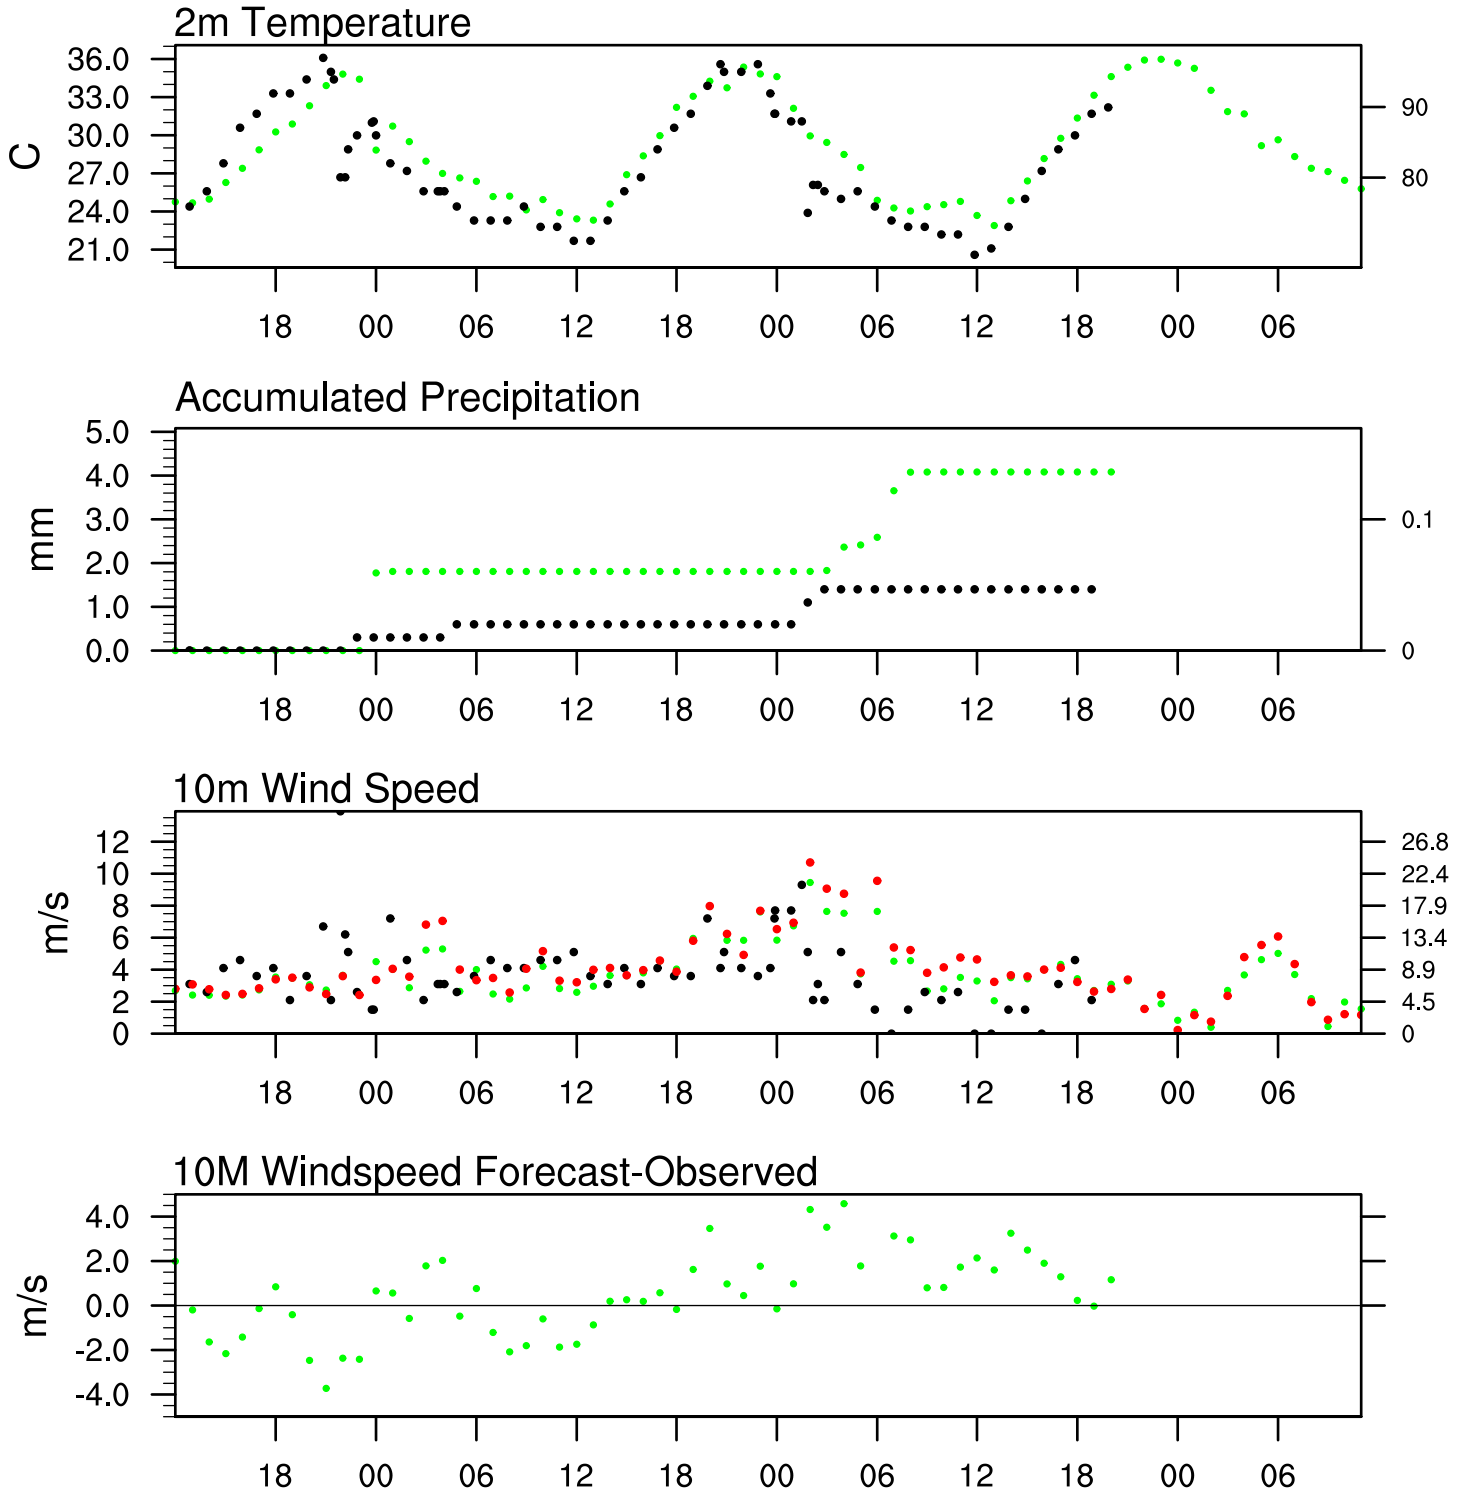 2m Temperature
36.0
33.0
90
30.0
C
27.0
80
24.0
21.0
18 00 06 12 18 00 06 12 18 00 06
Accumulated Precipitation
5.0
4.0
3.0
0.1
mm
2.0
1.0
0.0
0
18 00 06 12 18 00 06 12 18 00 06
10m Wind Speed
12 26.8
10 22.4
8 17.9
m/s
6 13.4
4 8.9
2 4.5
0 0
18 00 06 12 18 00 06 12 18 00 06
10M Windspeed Forecast-Observed
4.0
2.0
m/s
0.0
-2.0
-4.0
18 00 06 12 18 00 06 12 18 00 06